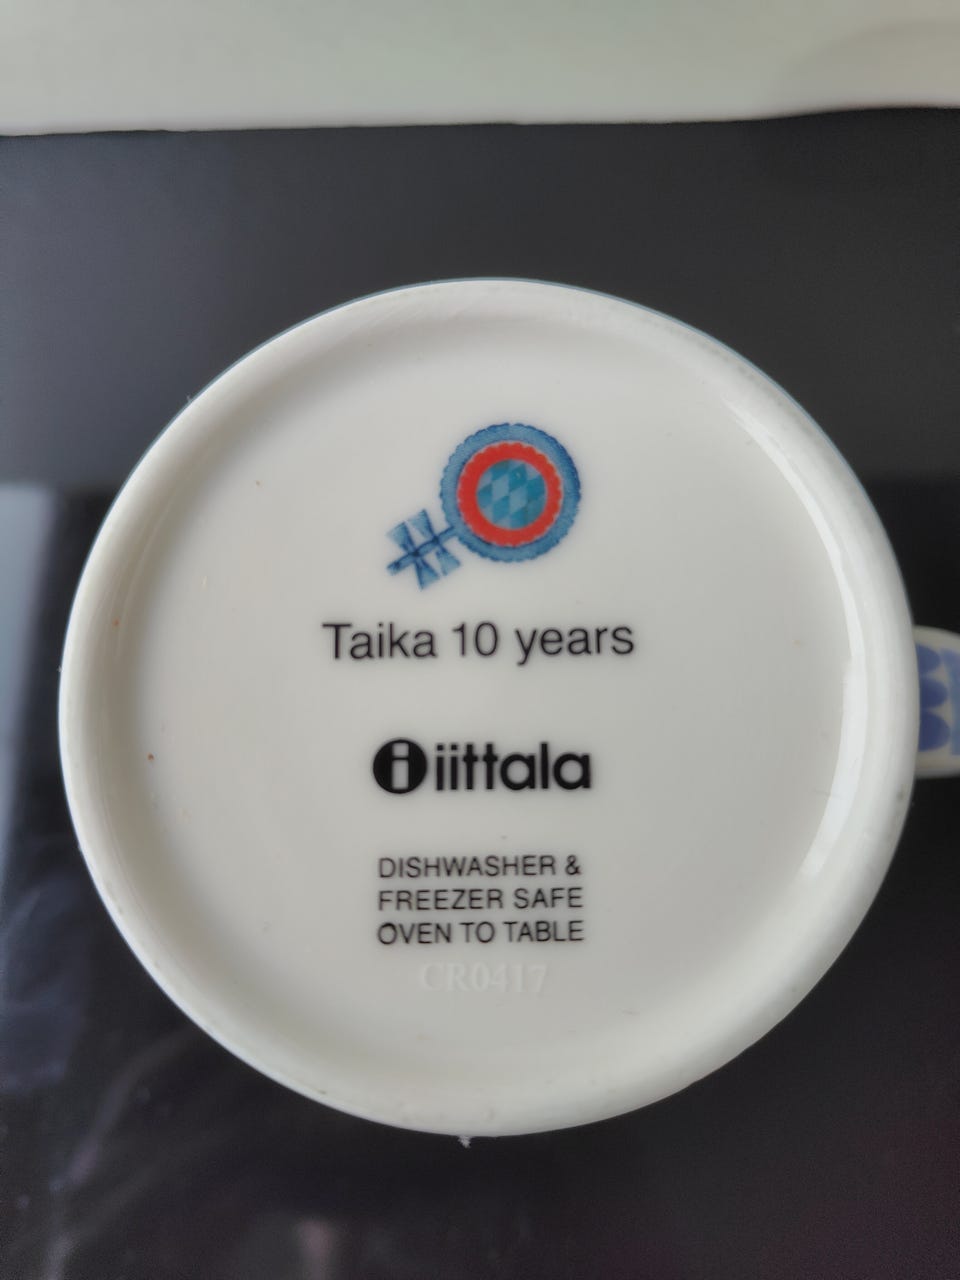 Taika 10 years
i iittala
DISHWASHER &
FREEZER SAFE
OVEN TO TABLE
CR0417